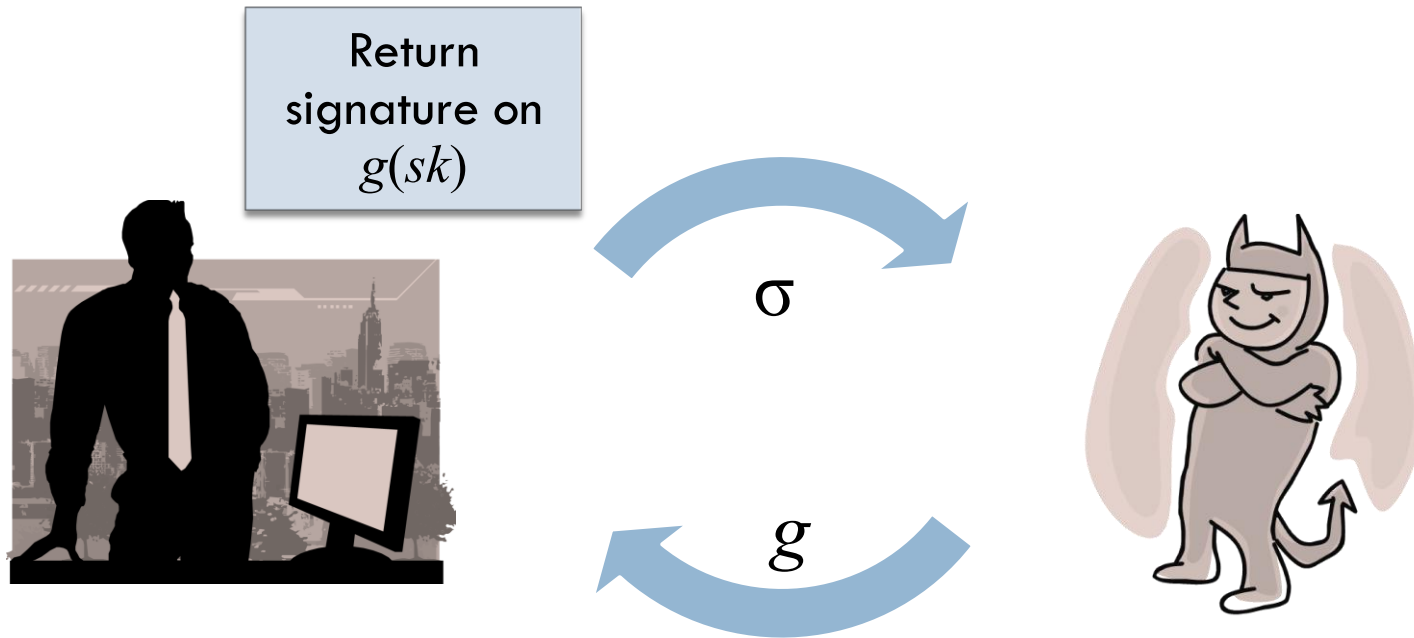 Return
signature on
g(sk)
σ
g